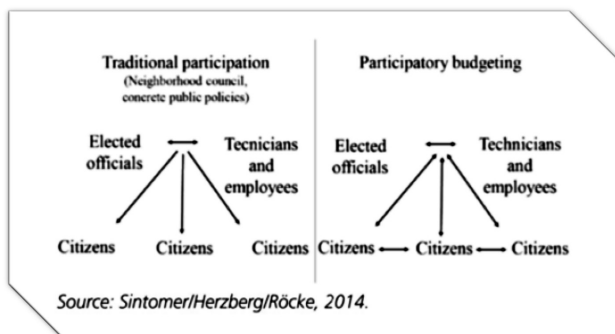 Traditional participation
(Neighborhood council,
concrete public policies)
Elected
officials
Tecnicians
and
employees
Citizens Citizens Citizens
Participatory budgeting
Elected
officials
Technicians
and
employees
Citizens Citizens Citizens
Source: Sintomer/Herzberg/Röcke, 2014.